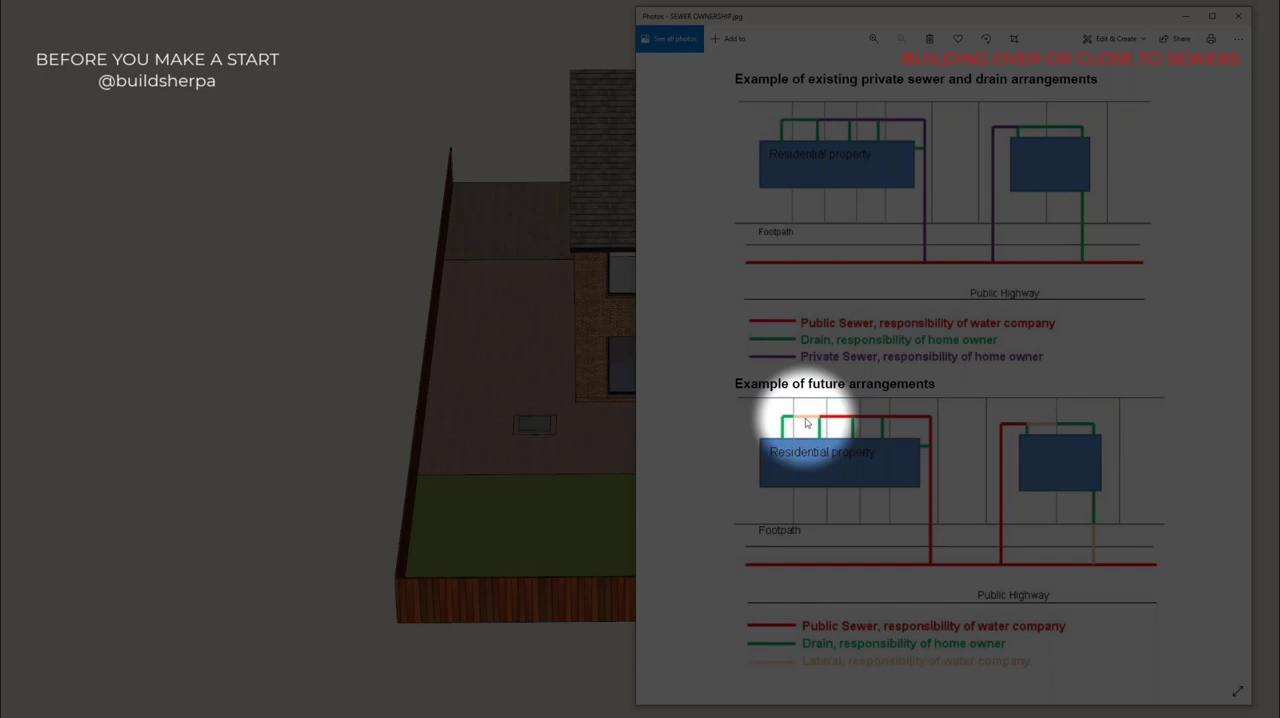 BEFORE YOU MAKE A START
@buildsherpa
Photos - SEWER OWNERSHIP.jpg
See all photos
Add to
Edit & Create
Share
BUILDING OVER OR CLOSE TO SEWERS
Example of existing private sewer and drain arrangements
Residential property
Footpath
Public Highway
Public Sewer, responsibility of water company
Drain, responsibility of home owner
Private Sewer, responsibility of home owner
Example of future arrangements
Residential property
Footpath
Public Highway
Public Sewer, responsibility of water company
Drain, responsibility of home owner
Lateral, responsibility of water company